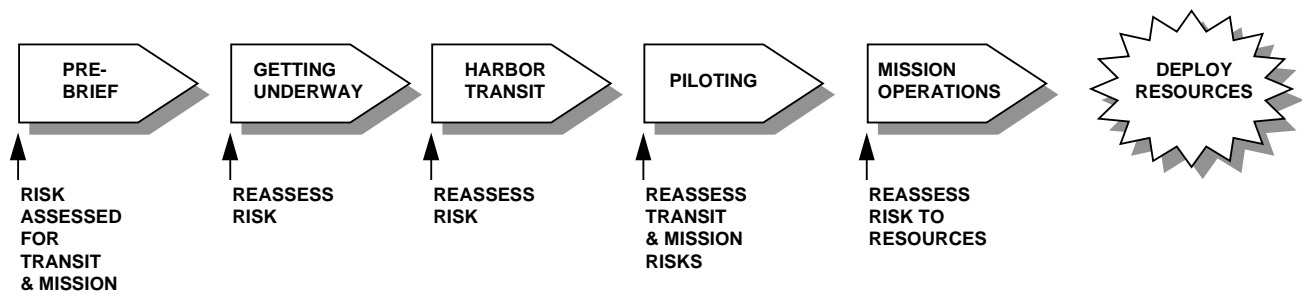 PRE-
BRIEF
GETTING
UNDERWAY
HARBOR
TRANSIT
PILOTING
MISSION
OPERATIONS
DEPLOY
RESOURCES
RISK
ASSESSED
FOR
TRANSIT
& MISSION
REASSESS
RISK
REASSESS
RISK
REASSESS
TRANSIT
& MISSION
RISKS
REASSESS
RISK TO
RESOURCES